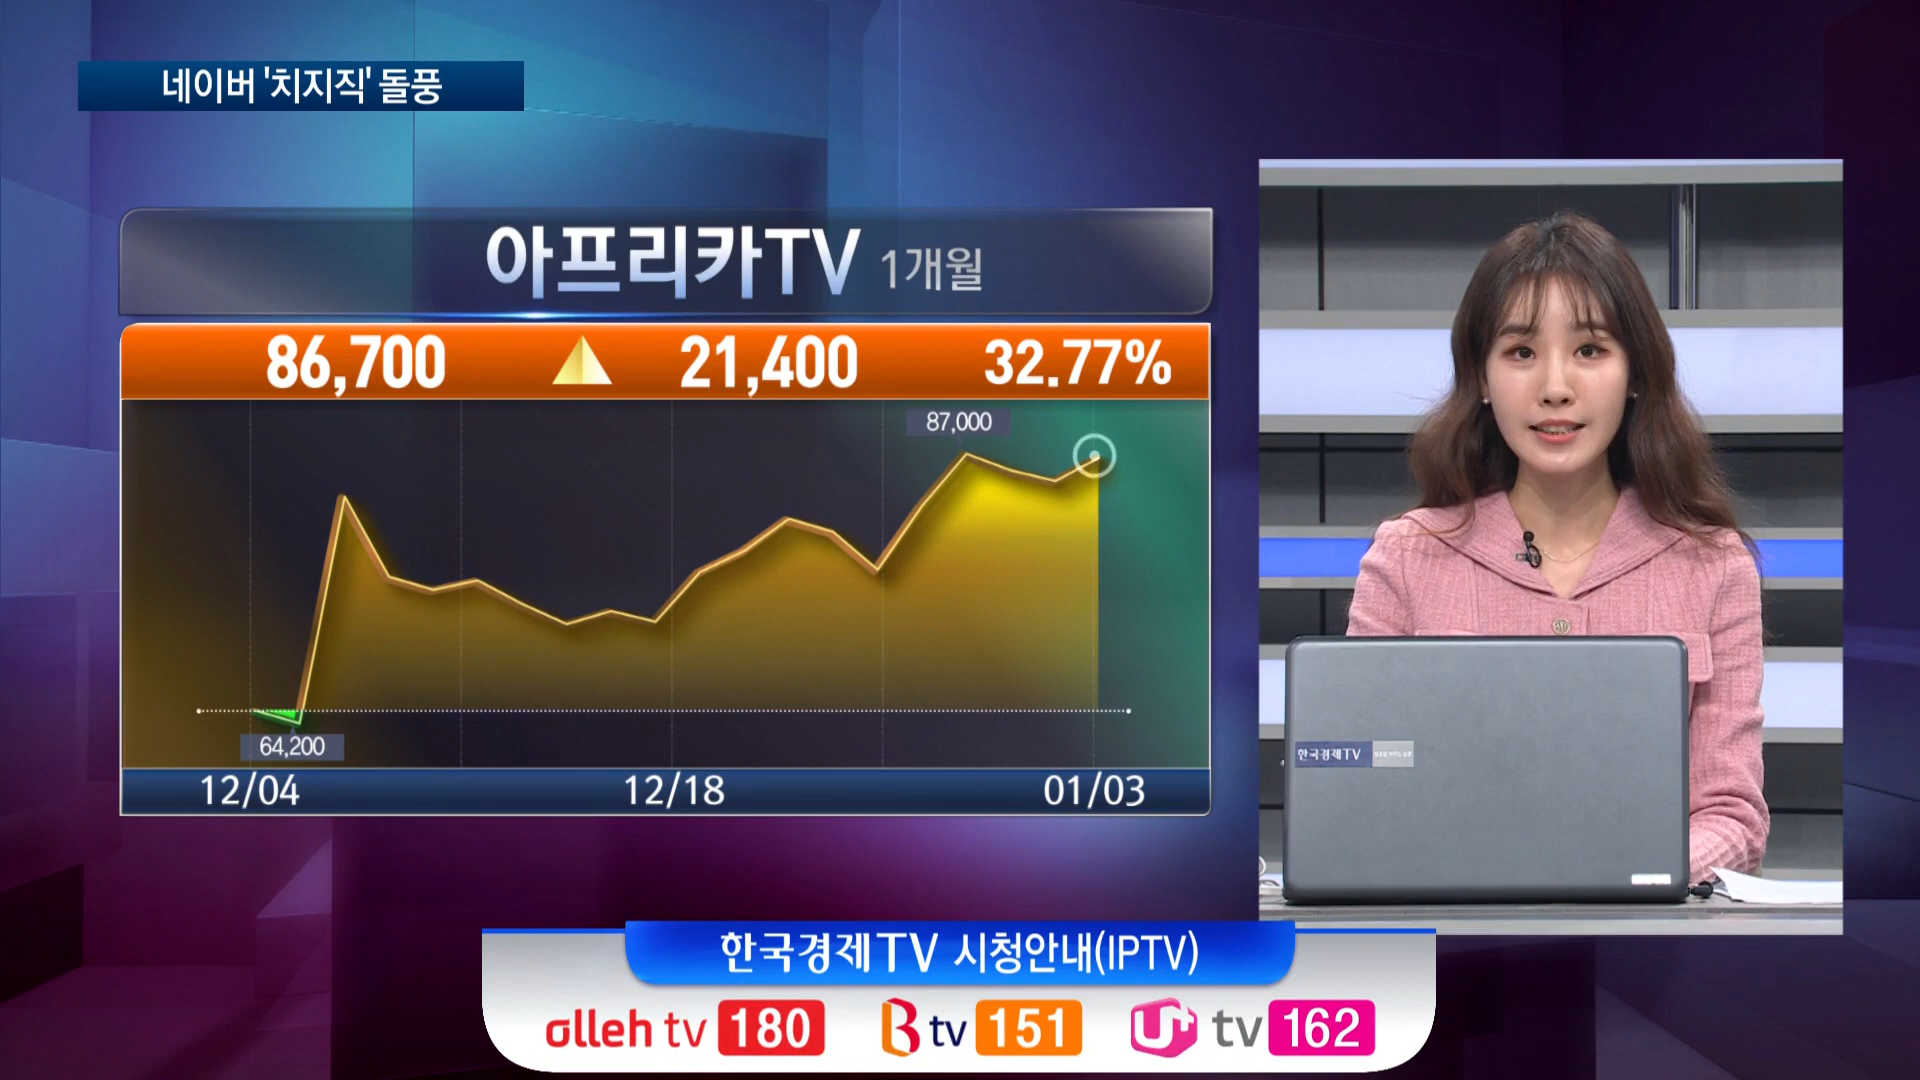 네이버 '치지직' 돌풍
아프리카TV 1개월
86,700 21,400 32.77%
87,000
64,200
12/04 12/18 01/03
한국경제TV
한국경제TV 시청안내(IPTV)
olleh tv 180 B tv 151 U+ tv 162